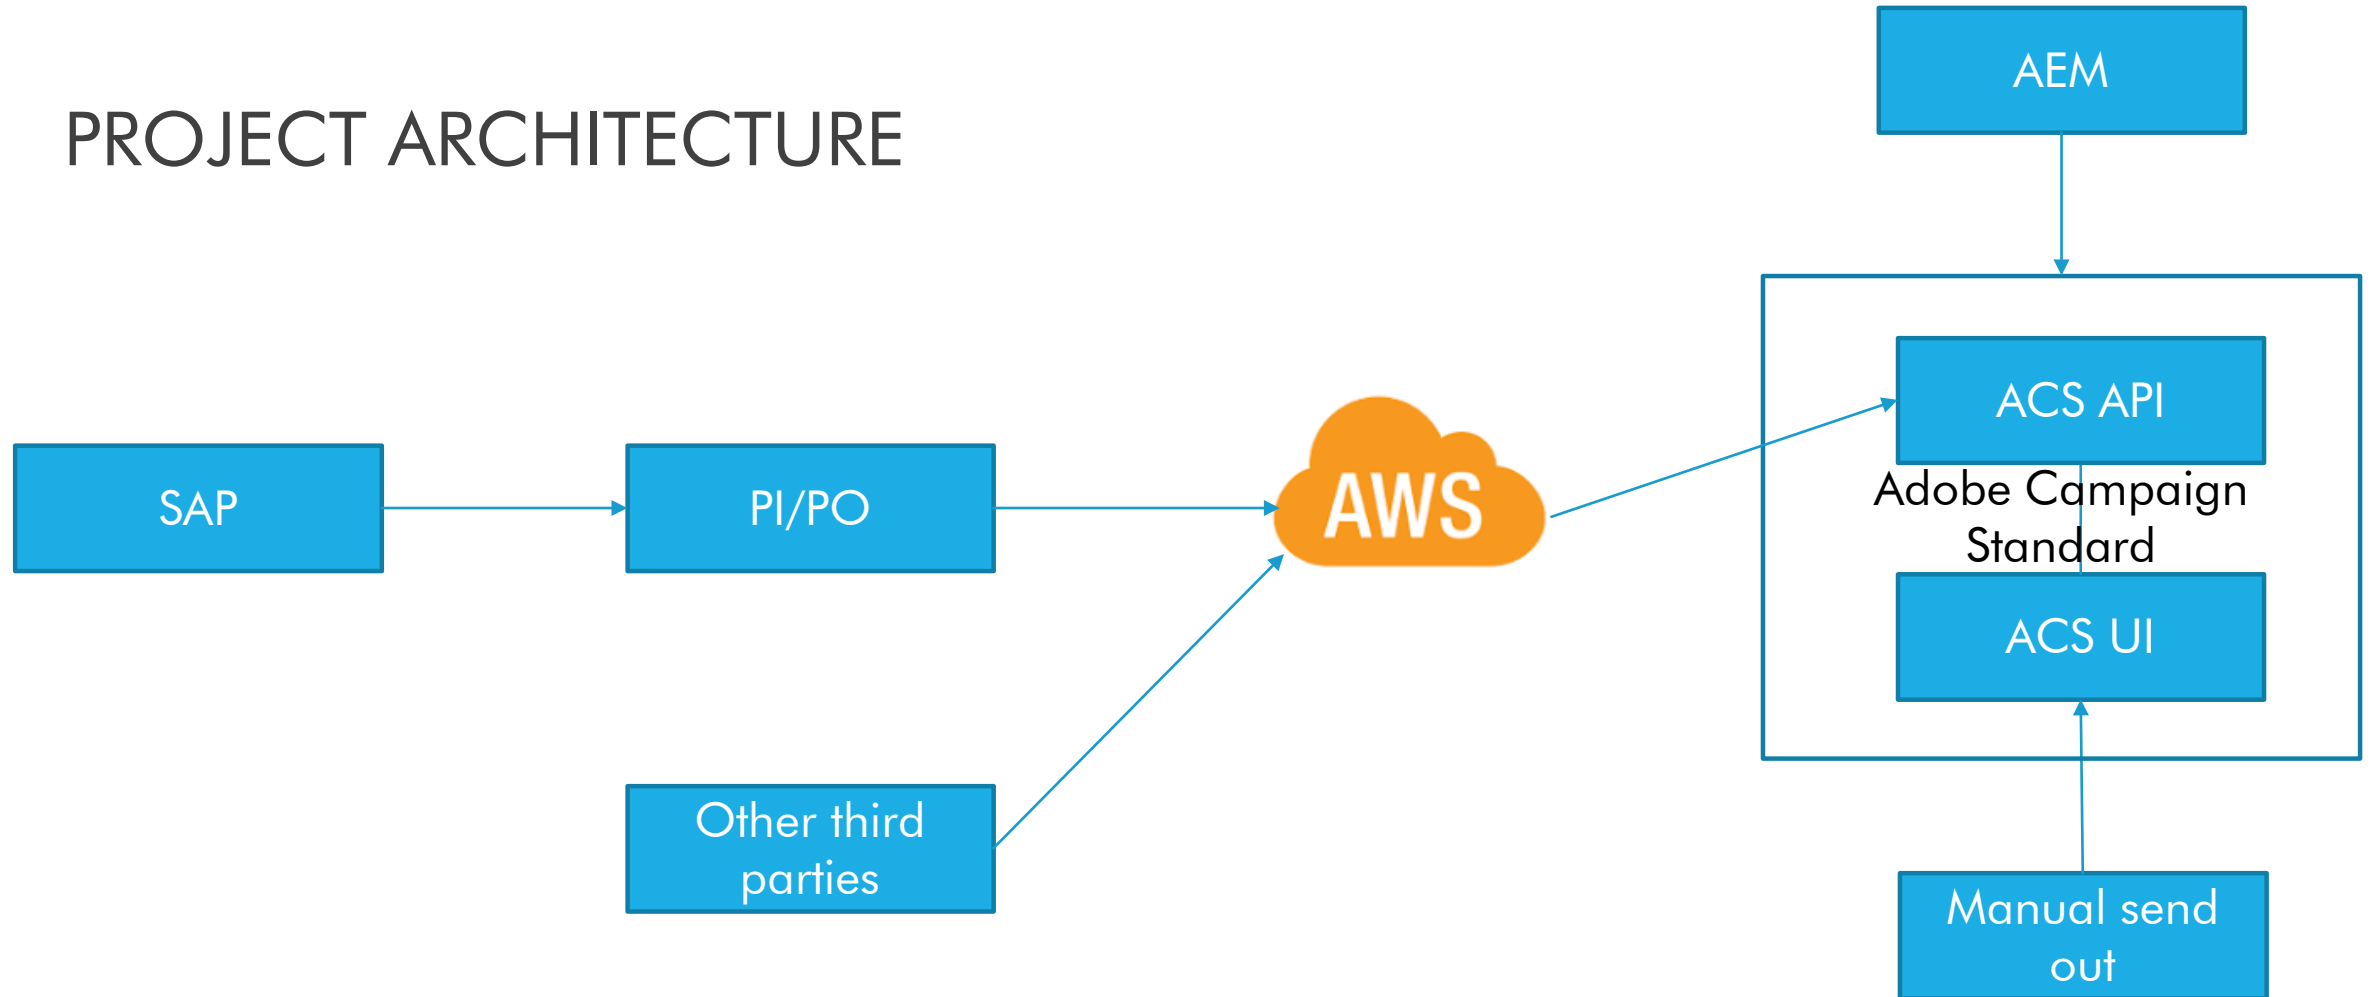 PROJECT ARCHITECTURE
AEM
SAP
PI/PO
AWS
ACS API
Adobe Campaign
Standard
ACS UI
Other third
parties
Manual send
out